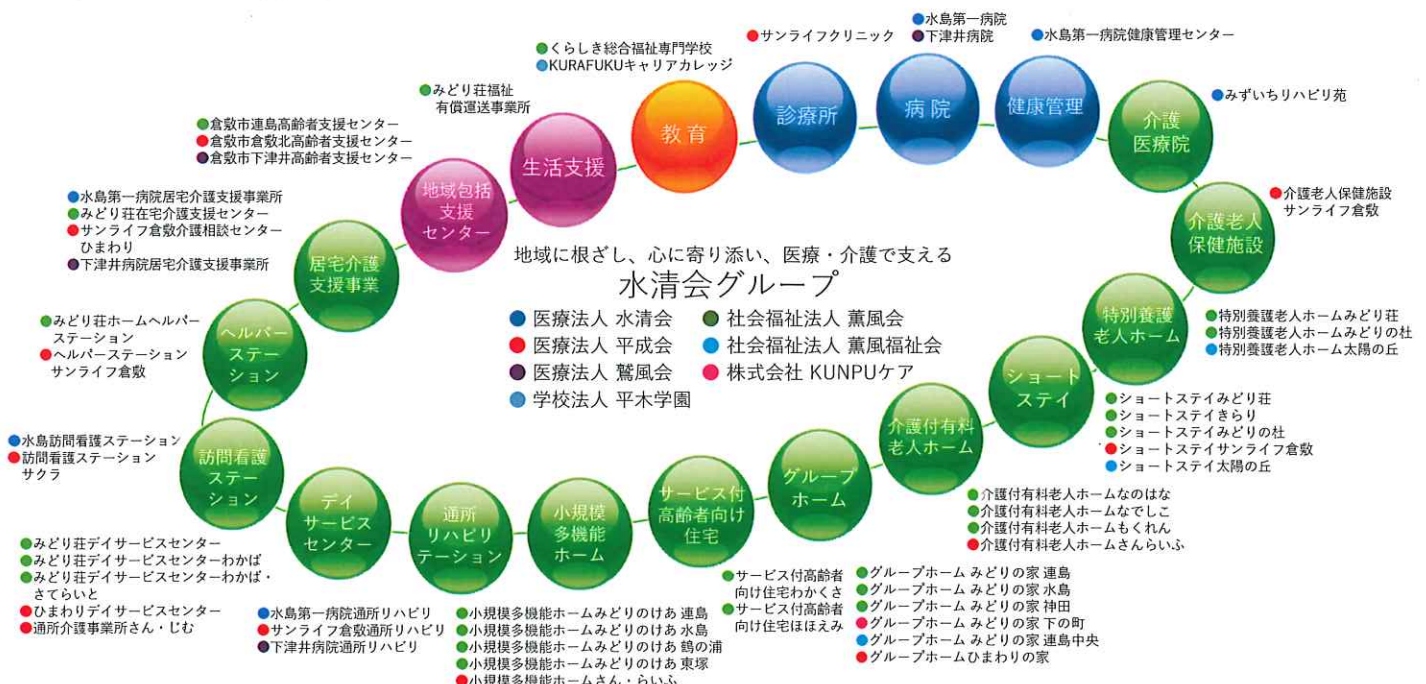 水島第一病院
サンライフクリニック
下津井病院
水島第一病院健康管理センター
くらしき総合福祉専門学校
KURAFUKUキャリアカレッジ
みどり荘福祉
有償運送事業所
みずいちリハビリ苑
教育
診療所
病院
健康管理
介護
医療院
倉敷市連島高齢者支援センター
倉敷市倉敷北高齢者支援センター
倉敷市下津井高齢者支援センター
生活支援
介護老人保健施設
サンライフ倉敷
水島第一病院居宅介護支援事業所
みどり荘在宅介護支援センター
サンライフ倉敷介護相談センター
ひまわり
下津井病院居宅介護支援事業所
地域包括
支援
センター
介護老人
保健施設
居宅介護
支援事業
地域に根ざし、心に寄り添い、医療・介護で支える
水清会グループ
医療法人 水清会
社会福祉法人 薫風会
医療法人 平成会
社会福祉法人 薫風福祉会
医療法人 鷲風会
株式会社 KUNPUケア
学校法人 平木学園
特別養護
老人ホーム
特別養護老人ホームみどり荘
特別養護老人ホームみどりの杜
特別養護老人ホーム太陽の丘
みどり荘ホームヘルパー
ステーション
ヘルパーステーション
サンライフ倉敷
ヘルパー
ステー
ション
ショート
ステイ
ショートステイみどり荘
ショートステイきらり
ショートステイみどりの杜
ショートステイサンライフ倉敷
ショートステイ太陽の丘
水島訪問看護ステーション
訪問看護ステーション
サクラ
訪問看護
ステー
ション
デイ
サービス
センター
通所
リハビリ
テーション
小規模
多機能
ホーム
サービス付
高齢者向け
住宅
グループ
ホーム
介護付有料
老人ホーム
介護付有料老人ホームなのはな
介護付有料老人ホームなでしこ
介護付有料老人ホームもくれん
介護付有料老人ホームさんらいふ
みどり荘デイサービスセンター
みどり荘デイサービスセンターわかば
みどり荘デイサービスセンターわかば・
さてらいと
ひまわりデイサービスセンター
通所介護事業所さん・じむ
水島第一病院通所リハビリ
サンライフ倉敷通所リハビリ
下津井病院通所リハビリ
小規模多機能ホームみどりのけあ 連島
小規模多機能ホームみどりのけあ 水島
小規模多機能ホームみどりのけあ 鶴の浦
小規模多機能ホームみどりのけあ 東塚
小規模多機能ホームさん・らいふ
サービス付高齢者
向け住宅わかくさ
サービス付高齢者
向け住宅ほほえみ
グループホーム みどりの家 連島
グループホーム みどりの家 水島
グループホーム みどりの家 神田
グループホーム みどりの家 下の町
グループホーム みどりの家 連島中央
グループホームひまわりの家